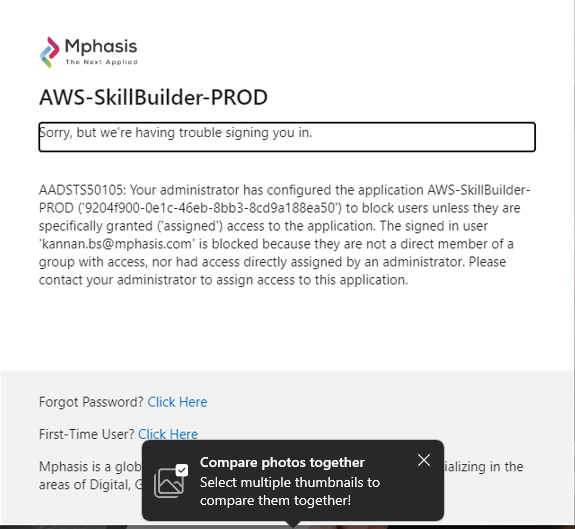 Mphasis
The Next Applied
AWS-SkillBuilder-PROD
Sorry, but we're having trouble signing you in.
AADSTS50105: Your administrator has configured the application AWS-SkillBuilder-
PROD ('9204f900-0e1c-46eb-8bb3-8cd9a188ea50') to block users unless they are
specifically granted ('assigned') access to the application. The signed in user
'kannan.bs@mphasis.com' is blocked because they are not a direct member of a
group with access, nor had access directly assigned by an administrator. Please
contact your administrator to assign access to this application.
Forgot Password? Click Here
First-Time User? Click Here
Mphasis is a
in the
areas of Digital,
Compare photos together
Select multiple thumbnails to
compare them together!